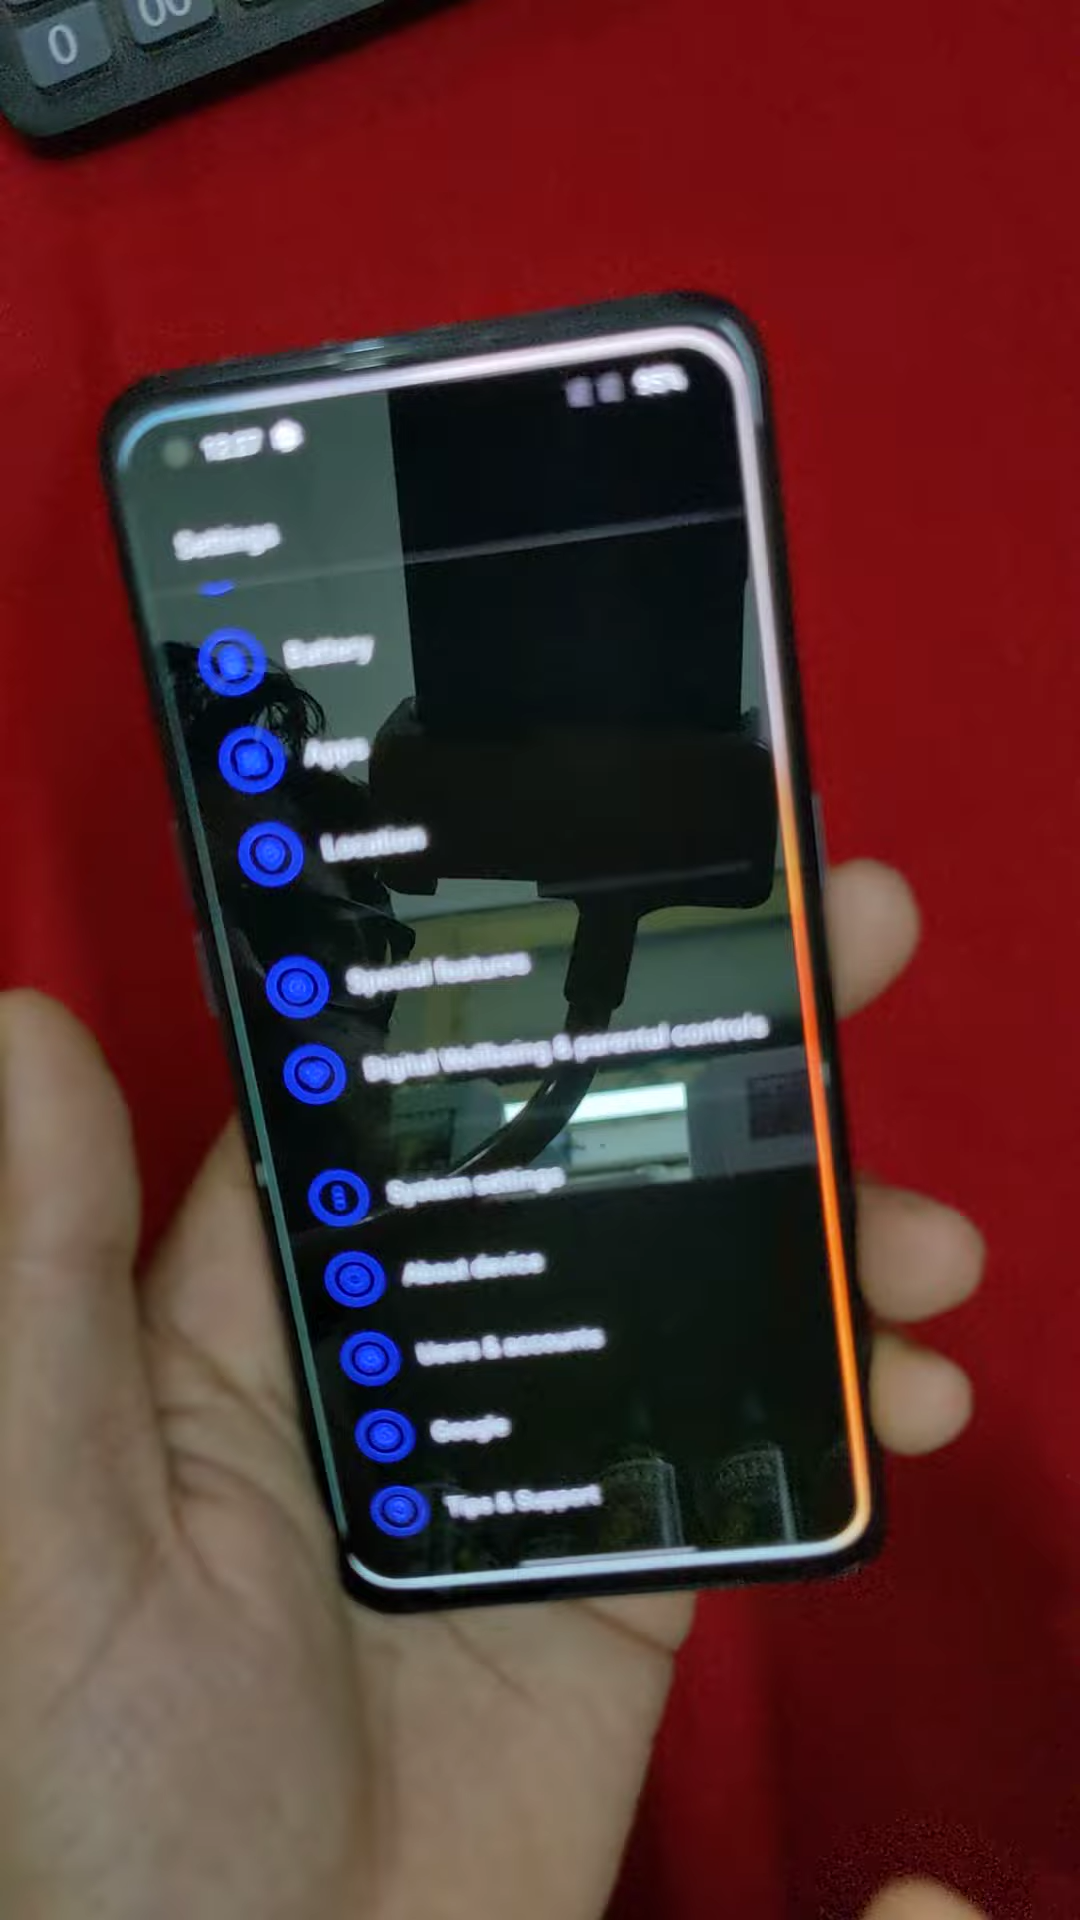 0
00
Settings
Battery
Apps
Location
Special features
Digital Wellbeing & parental controls
System settings
About device
Users & accounts
Google
Tips & Support